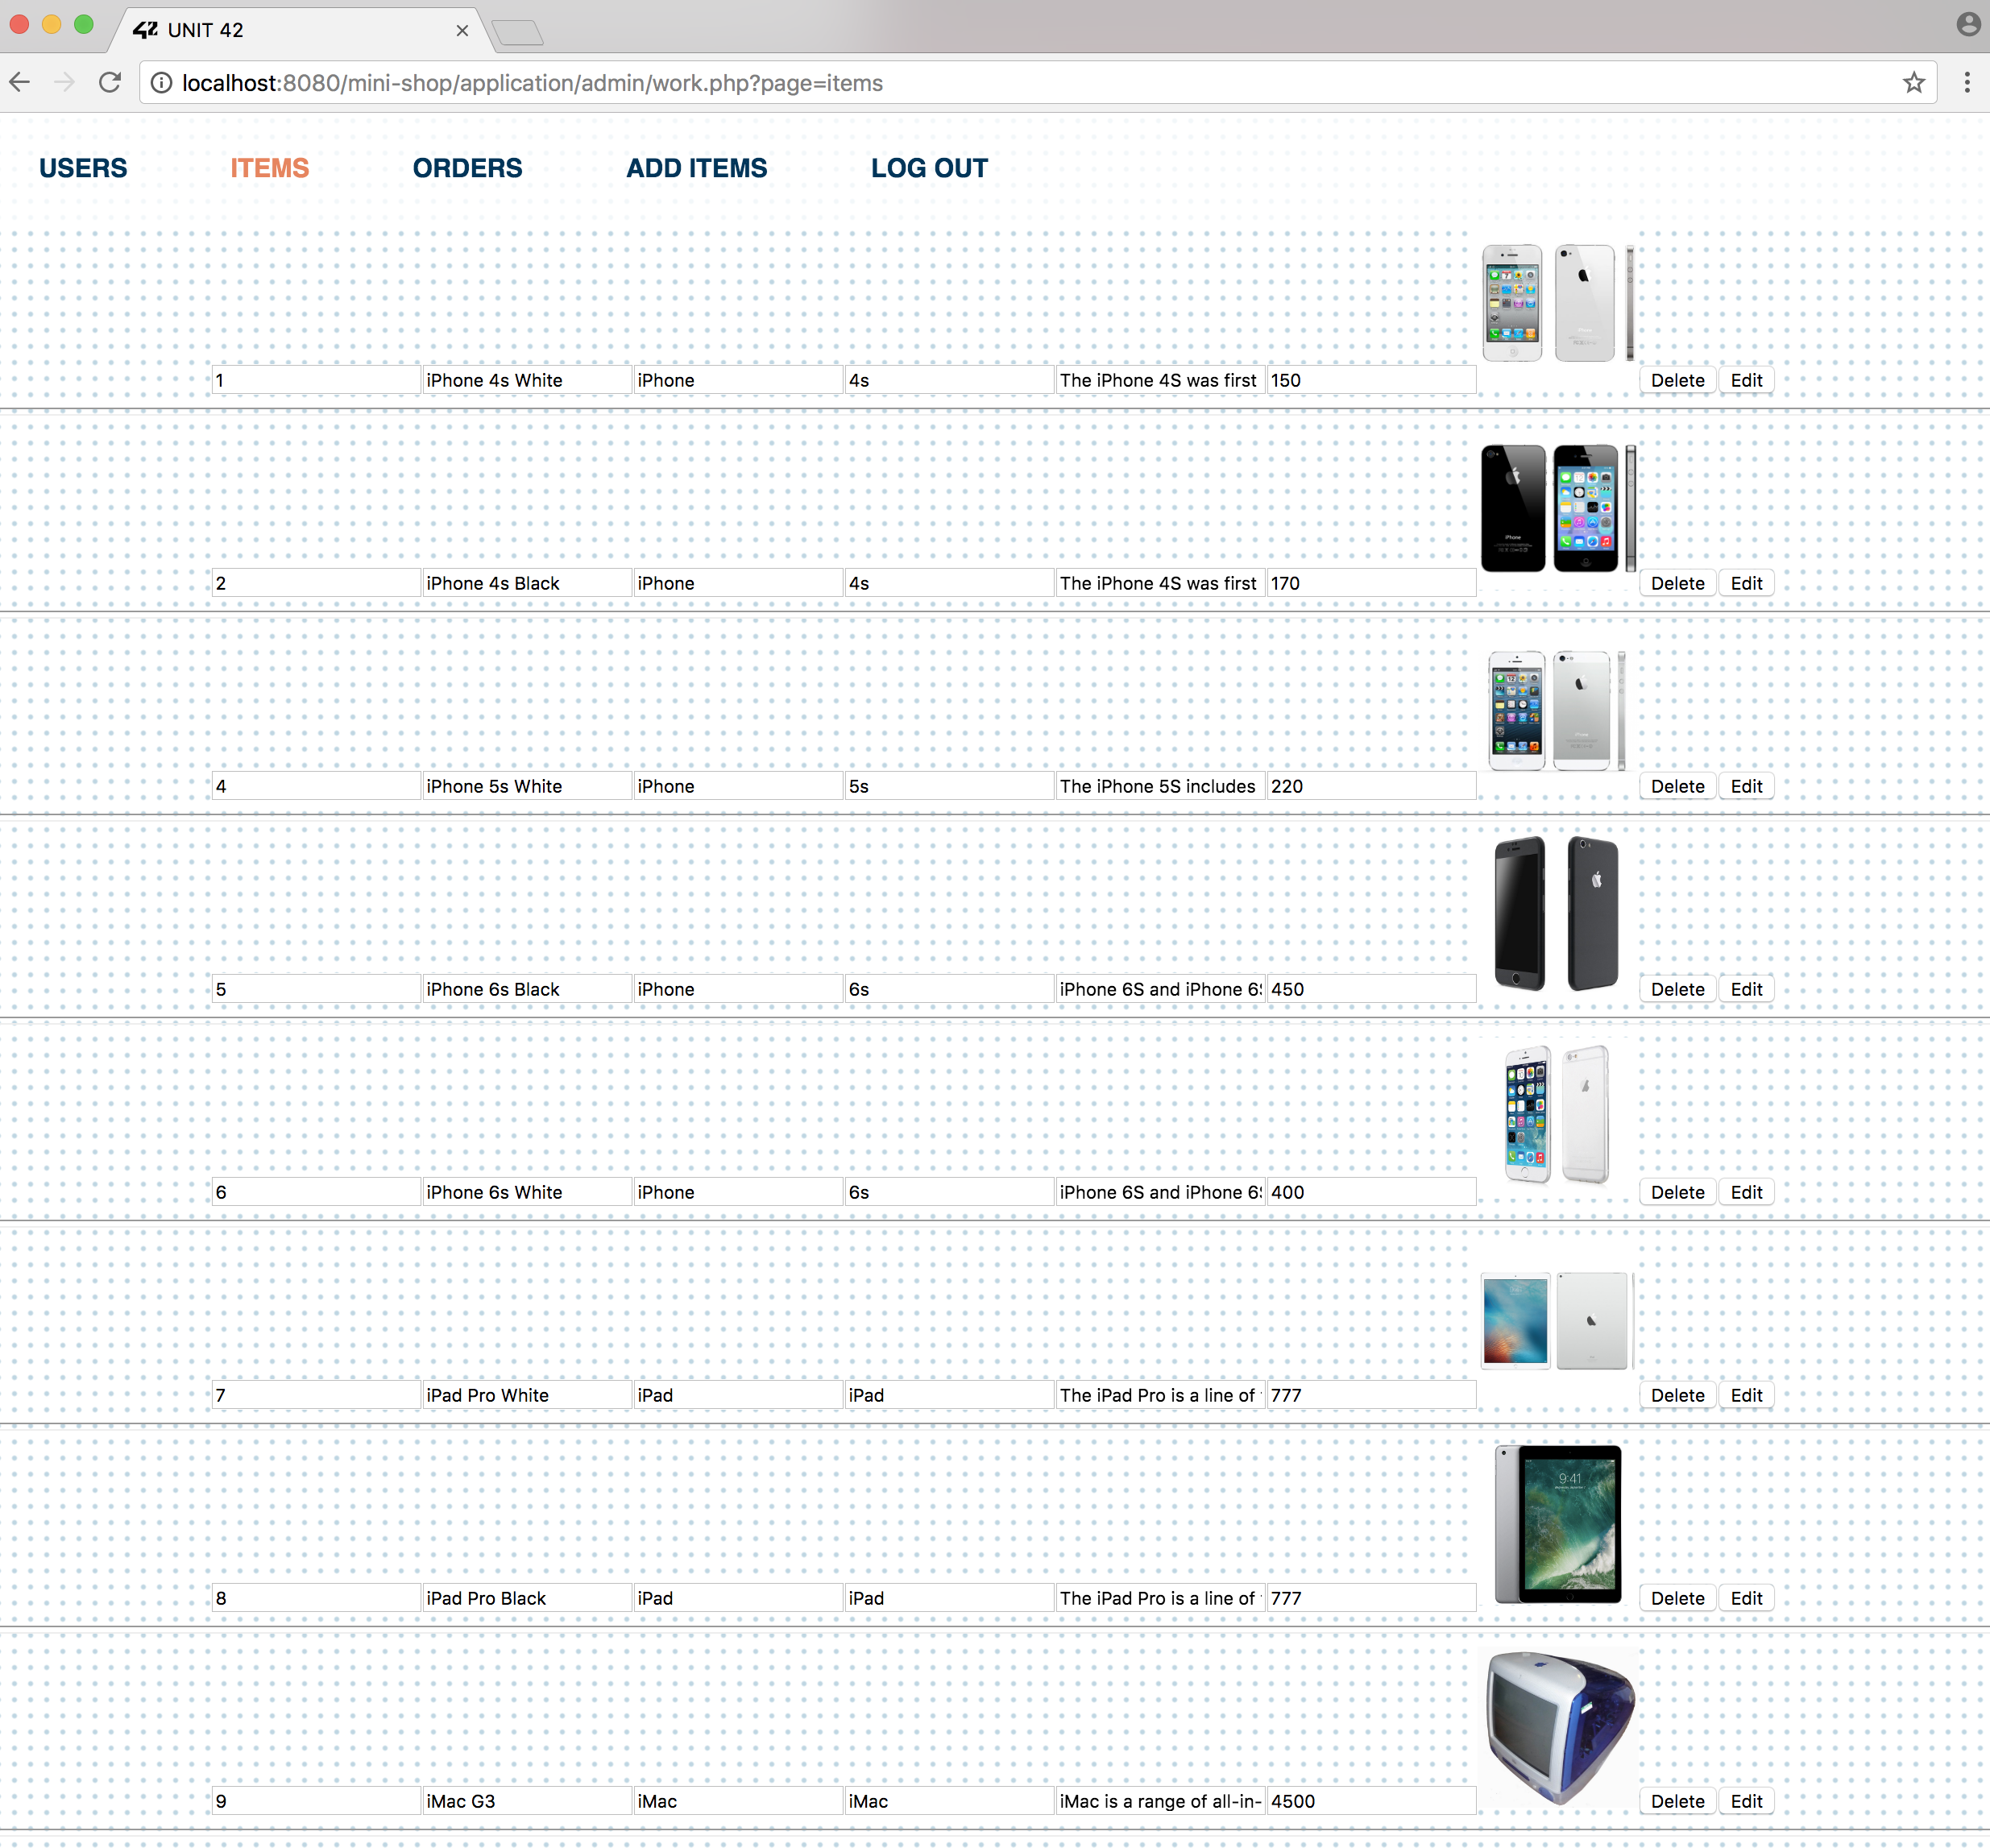 42 UNIT 42
localhost:8080/mini-shop/application/admin/work.php?page=items
USERS ITEMS ORDERS ADD ITEMS LOG OUT
1 iPhone 4s White iPhone 4s The iPhone 4S was first 150 Delete Edit
2 iPhone 4s Black iPhone 4s The iPhone 4S was first 170 Delete Edit
4 iPhone 5s White iPhone 5s The iPhone 5S includes 220 Delete Edit
5 iPhone 6s Black iPhone 6s iPhone 6S and iPhone 6S 450 Delete Edit
6 iPhone 6s White iPhone 6s iPhone 6S and iPhone 6S 400 Delete Edit
7 iPad Pro White iPad iPad The iPad Pro is a line of 777 Delete Edit
9:41
8 iPad Pro Black iPad iPad The iPad Pro is a line of 777 Delete Edit
9 iMac G3 iMac iMac iMac is a range of all-in- 4500 Delete Edit